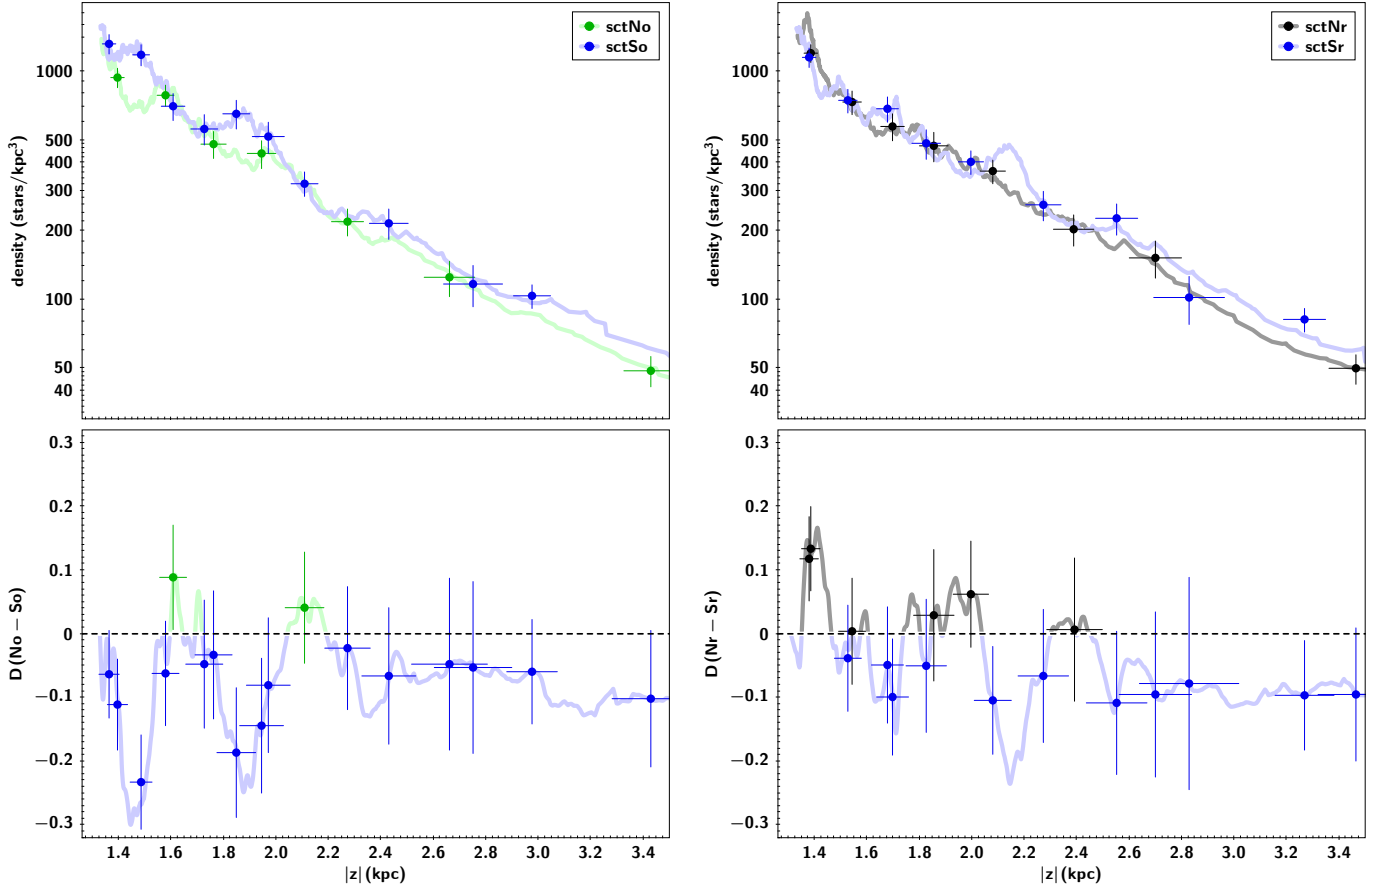 sctNo
sctSo
1000
500
400
300
200
100
50
40
density (stars/kpc³)
sctNr
sctSr
1000
500
400
300
200
100
50
40
density (stars/kpc³)
0.3
0.2
0.1
0
−0.1
−0.2
−0.3
D(No − So)
1.4 1.6 1.8 2.0 2.2 2.4 2.6 2.8 3.0 3.2 3.4
|z| (kpc)
0.3
0.2
0.1
0
−0.1
−0.2
−0.3
D(Nr − Sr)
1.4 1.6 1.8 2.0 2.2 2.4 2.6 2.8 3.0 3.2 3.4
|z| (kpc)